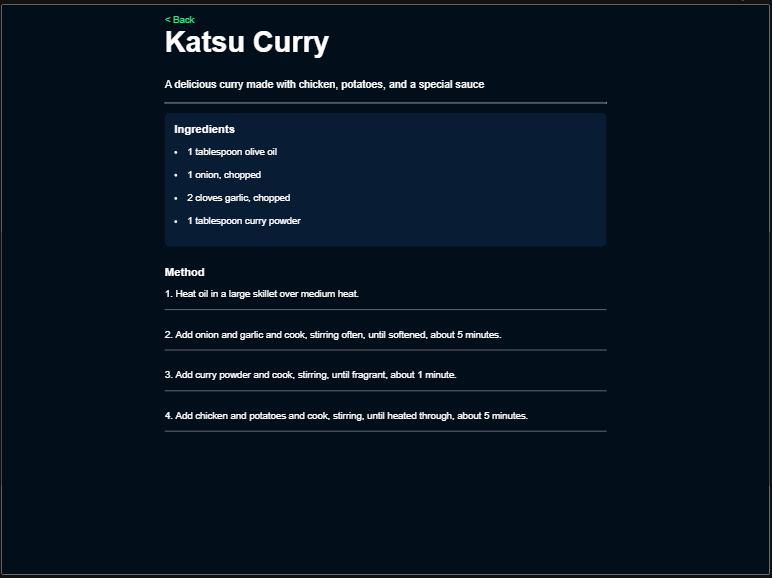 < Back
Katsu Curry
A delicious curry made with chicken, potatoes, and a special sauce
Ingredients
• 1 tablespoon olive oil
• 1 onion, chopped
• 2 cloves garlic, chopped
• 1 tablespoon curry powder
Method
1. Heat oil in a large skillet over medium heat.
2. Add onion and garlic and cook, stirring often, until softened, about 5 minutes.
3. Add curry powder and cook, stirring, until fragrant, about 1 minute.
4. Add chicken and potatoes and cook, stirring, until heated through, about 5 minutes.